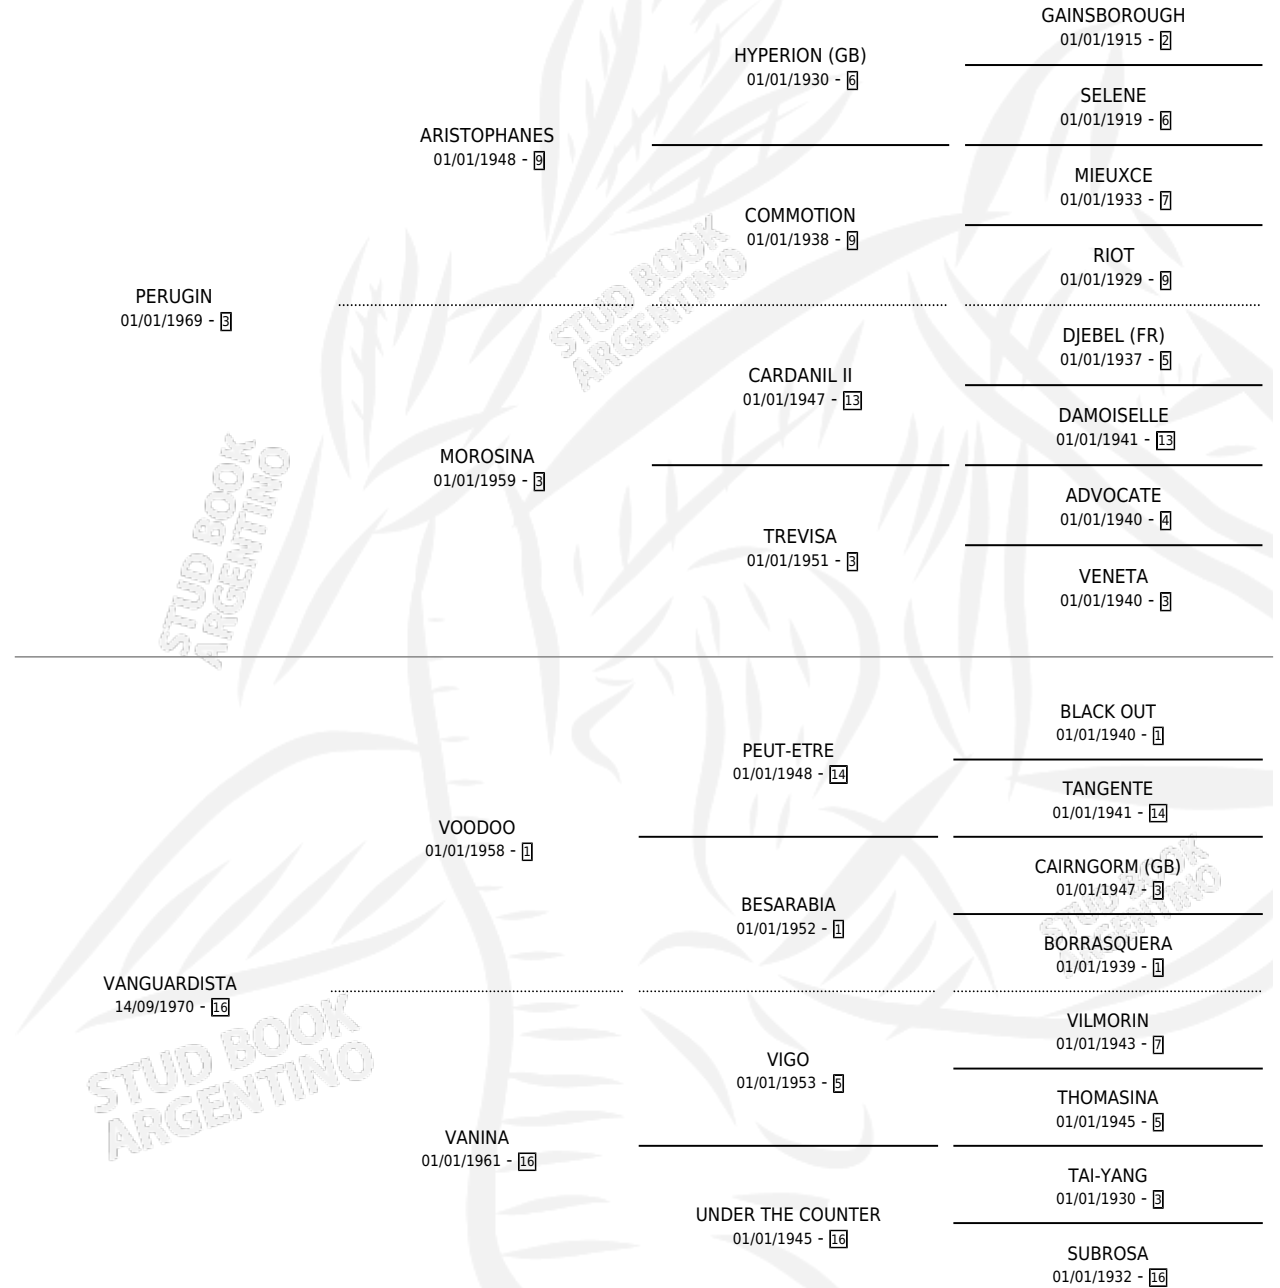 GAINSBOROUGH
01/01/1915 - 2
HYPERION (GB)
01/01/1930 - 6
SELENE
01/01/1919 - 6
ARISTOPHANES
01/01/1948 - 9
MIEUXCE
01/01/1933 - 7
COMMOTION
01/01/1938 - 9
RIOT
01/01/1929 - 9
PERUGIN
01/01/1969 - 3
STUD BOOK
ARGENTINO
DJEBEL (FR)
01/01/1937 - 5
CARDANIL II
01/01/1947 - 13
DAMOISELLE
01/01/1941 - 13
MOROSINA
01/01/1959 - 3
ADVOCATE
01/01/1940 - 4
TREVISA
01/01/1951 - 3
VENETA
01/01/1940 - 3
STUD BOOK
ARGENTINO
BLACK OUT
01/01/1940 - 1
PEUT-ETRE
01/01/1948 - 14
TANGENTE
01/01/1941 - 14
VOODOO
01/01/1958 - 1
CAIRNGORM (GB)
01/01/1947 - 3
BESARABIA
01/01/1952 - 1
STUD BOOK
ARGENTINO
BORRASQUERA
01/01/1939 - 1
VANGUARDISTA
14/09/1970 - 16
VILMORIN
01/01/1943 - 7
VIGO
01/01/1953 - 5
THOMASINA
01/01/1945 - 5
STUD BOOK
ARGENTINO
VANINA
01/01/1961 - 16
TAI-YANG
01/01/1930 - 3
UNDER THE COUNTER
01/01/1945 - 16
SUBROSA
01/01/1932 - 16